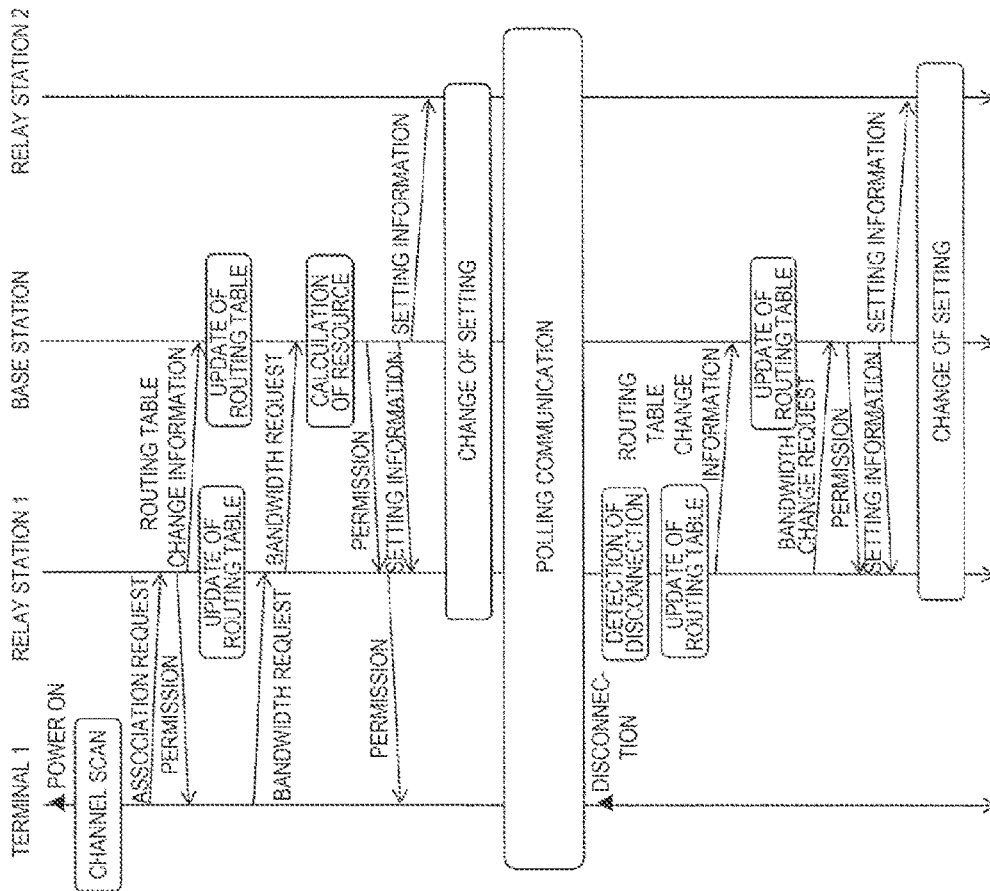 TERMINAL 1
RELAY STATION 1
BASE STATION
RELAY STATION 2
POWER ON
CHANNEL SCAN
ASSOCIATION REQUEST
PERMISSION
ROUTING TABLE
CHANGE INFORMATION
UPDATE OF
ROUTING TABLE
UPDATE OF
ROUTING TABLE
BANDWIDTH REQUEST
BANDWIDTH REQUEST
CALCULATION
OF RESOURCE
PERMISSION
PERMISSION
SETTING INFORMATION
SETTING INFORMATION
CHANGE OF SETTING
POLLING COMMUNICATION
DISCONNEC-
TION
DETECTION OF
DISCONNECTION
UPDATE OF
ROUTING TABLE
ROUTING
TABLE
CHANGE
INFORMATION
UPDATE OF
ROUTING TABLE
BANDWIDTH
CHANGE REQUEST
PERMISSION
SETTING INFORMATION
SETTING INFORMATION
CHANGE OF SETTING